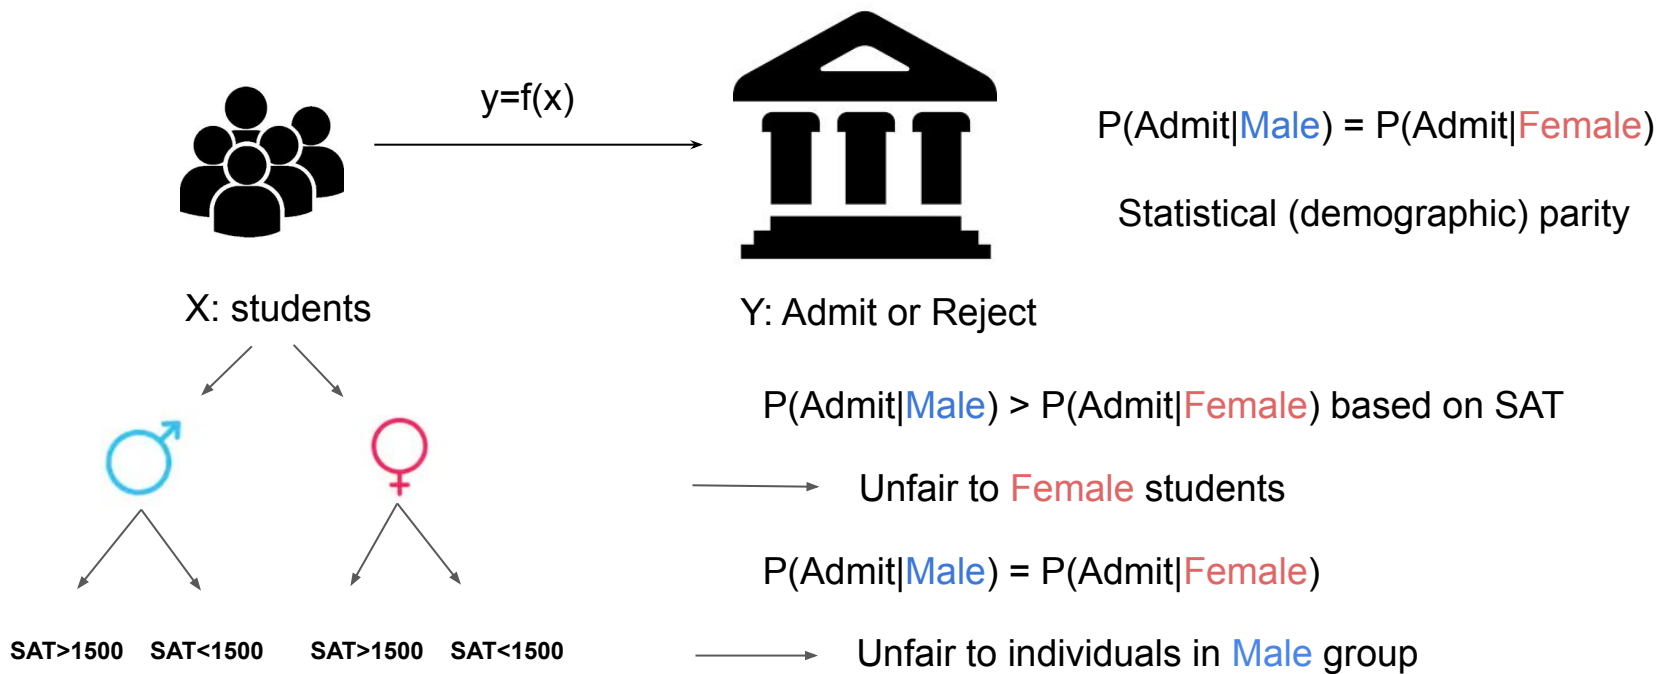 y=f(x)
P(Admit|Male) = P(Admit|Female)
Statistical (demographic) parity
X: students
Y: Admit or Reject
P(Admit|Male) > P(Admit|Female) based on SAT
Unfair to Female students
P(Admit|Male) = P(Admit|Female)
SAT>1500 SAT<1500 SAT>1500 SAT<1500
Unfair to individuals in Male group